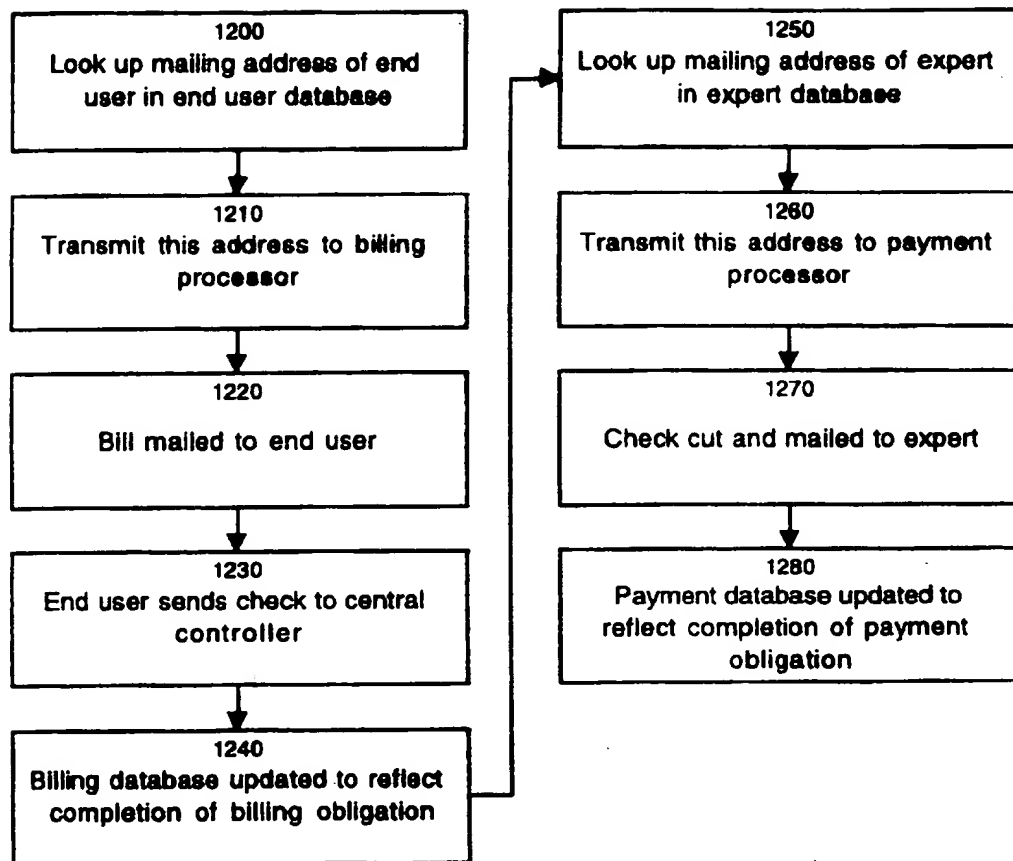 1200
Look up mailing address of end
user in end user database
1210
Transmit this address to billing
processor
1220
Bill mailed to end user
1230
End user sends check to central
controller
1240
Billing database updated to reflect
completion of billing obligation
1250
Look up mailing address of expert
in expert database
1260
Transmit this address to payment
processor
1270
Check cut and mailed to expert
1280
Payment database updated to
reflect completion of payment
obligation